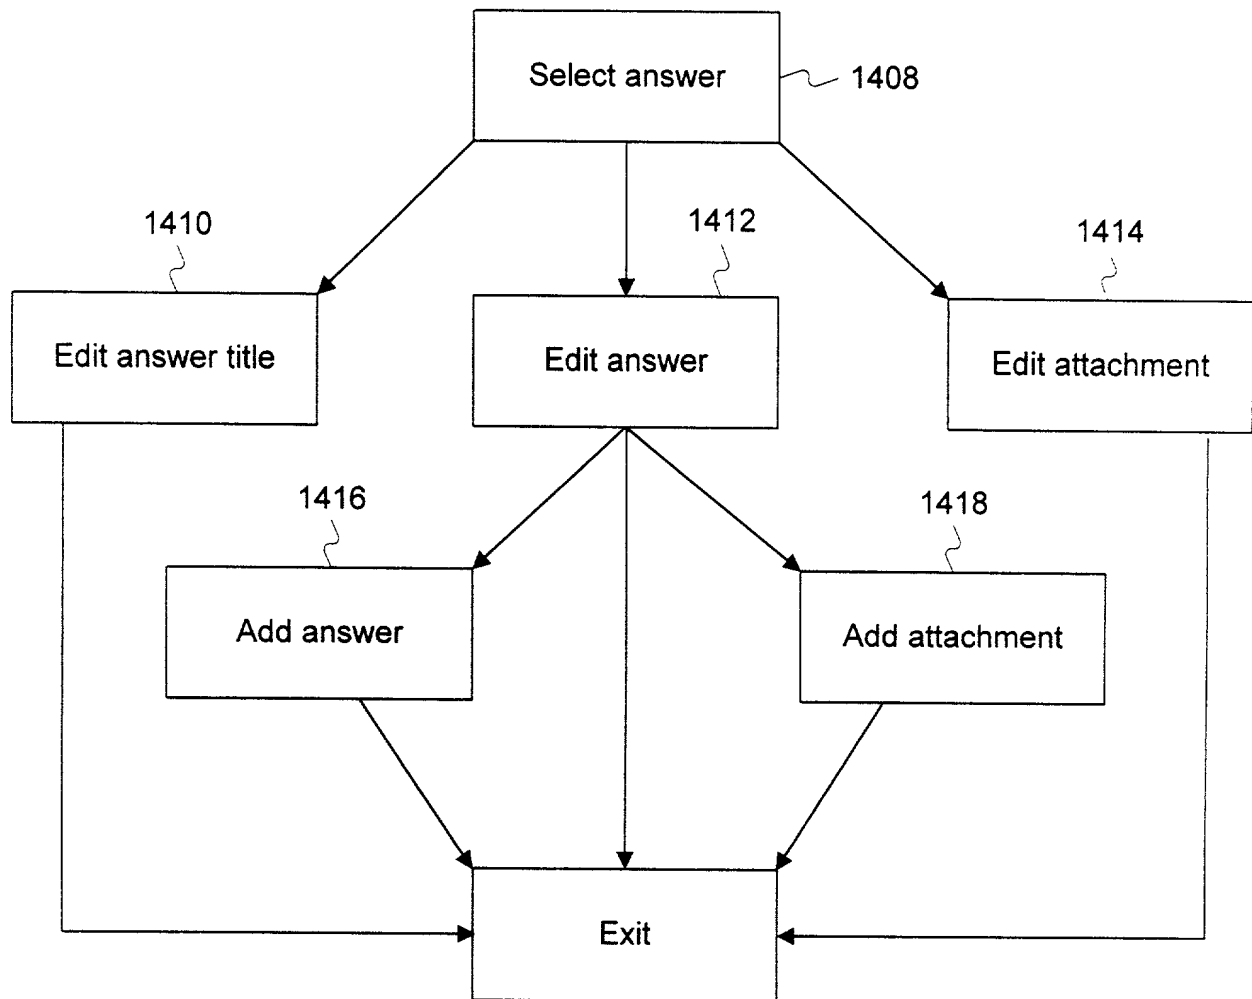 Select answer
1408
1410
1412
1414
Edit answer title
Edit answer
Edit attachment
1416
1418
Add answer
Add attachment
Exit